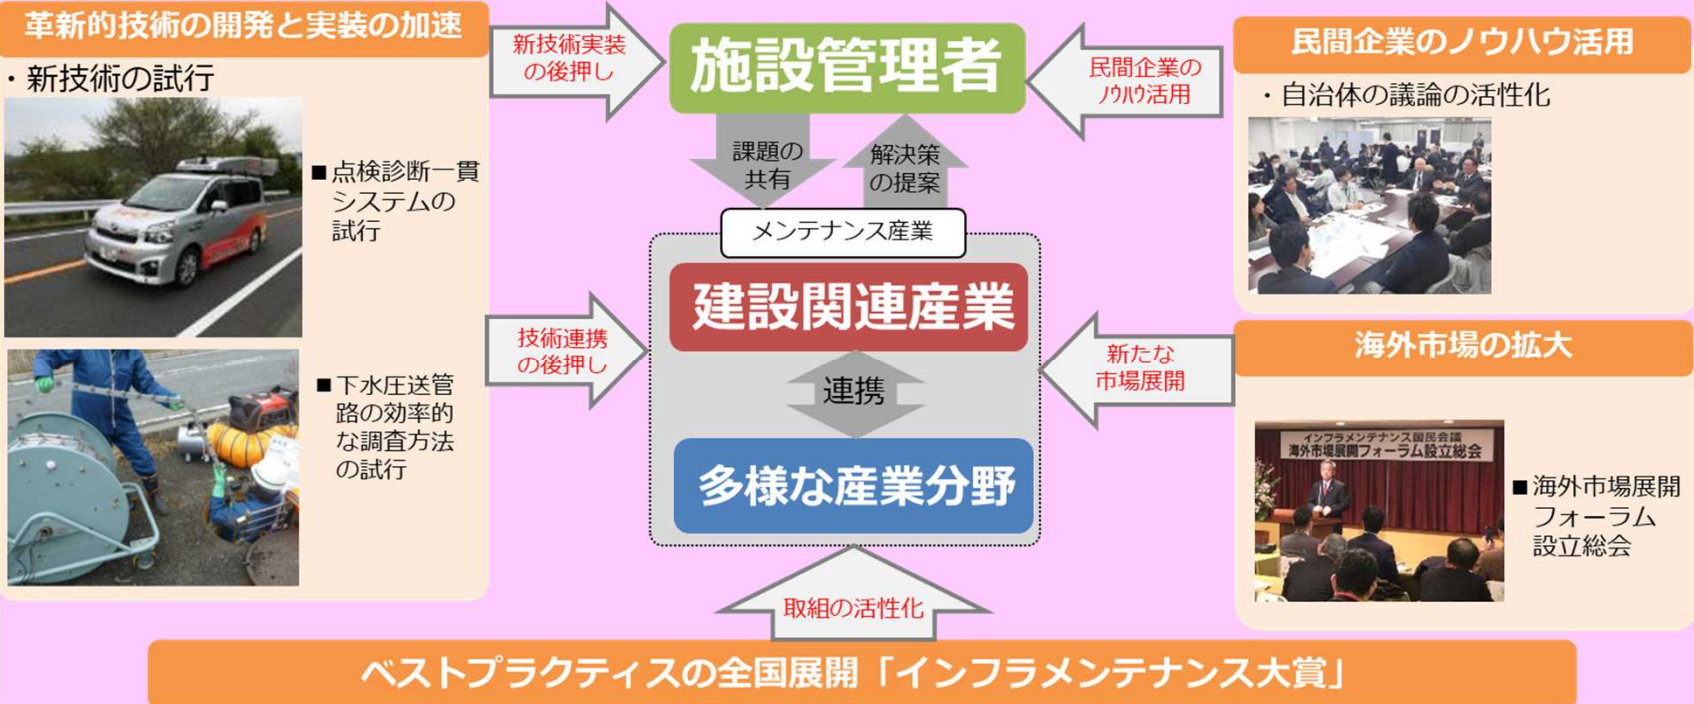 革新的技術の開発と実装の加速
・新技術の試行
■点検診断一貫
システムの
試行
■下水圧送管
路の効率的
な調査方法
の試行
新技術実装
の後押し
技術連携
の後押し
施設管理者
課題の
共有
解決策
の提案
メンテナンス産業
建設関連産業
連携
多様な産業分野
取組の活性化
民間企業の
ﾉｳﾊｳ活用
新たな
市場展開
民間企業のノウハウ活用
・自治体の議論の活性化
海外市場の拡大
インフラメンテナンス国民会議
海外市場展開フォーラム設立総会
■海外市場展開
フォーラム
設立総会
ベストプラクティスの全国展開「インフラメンテナンス大賞」